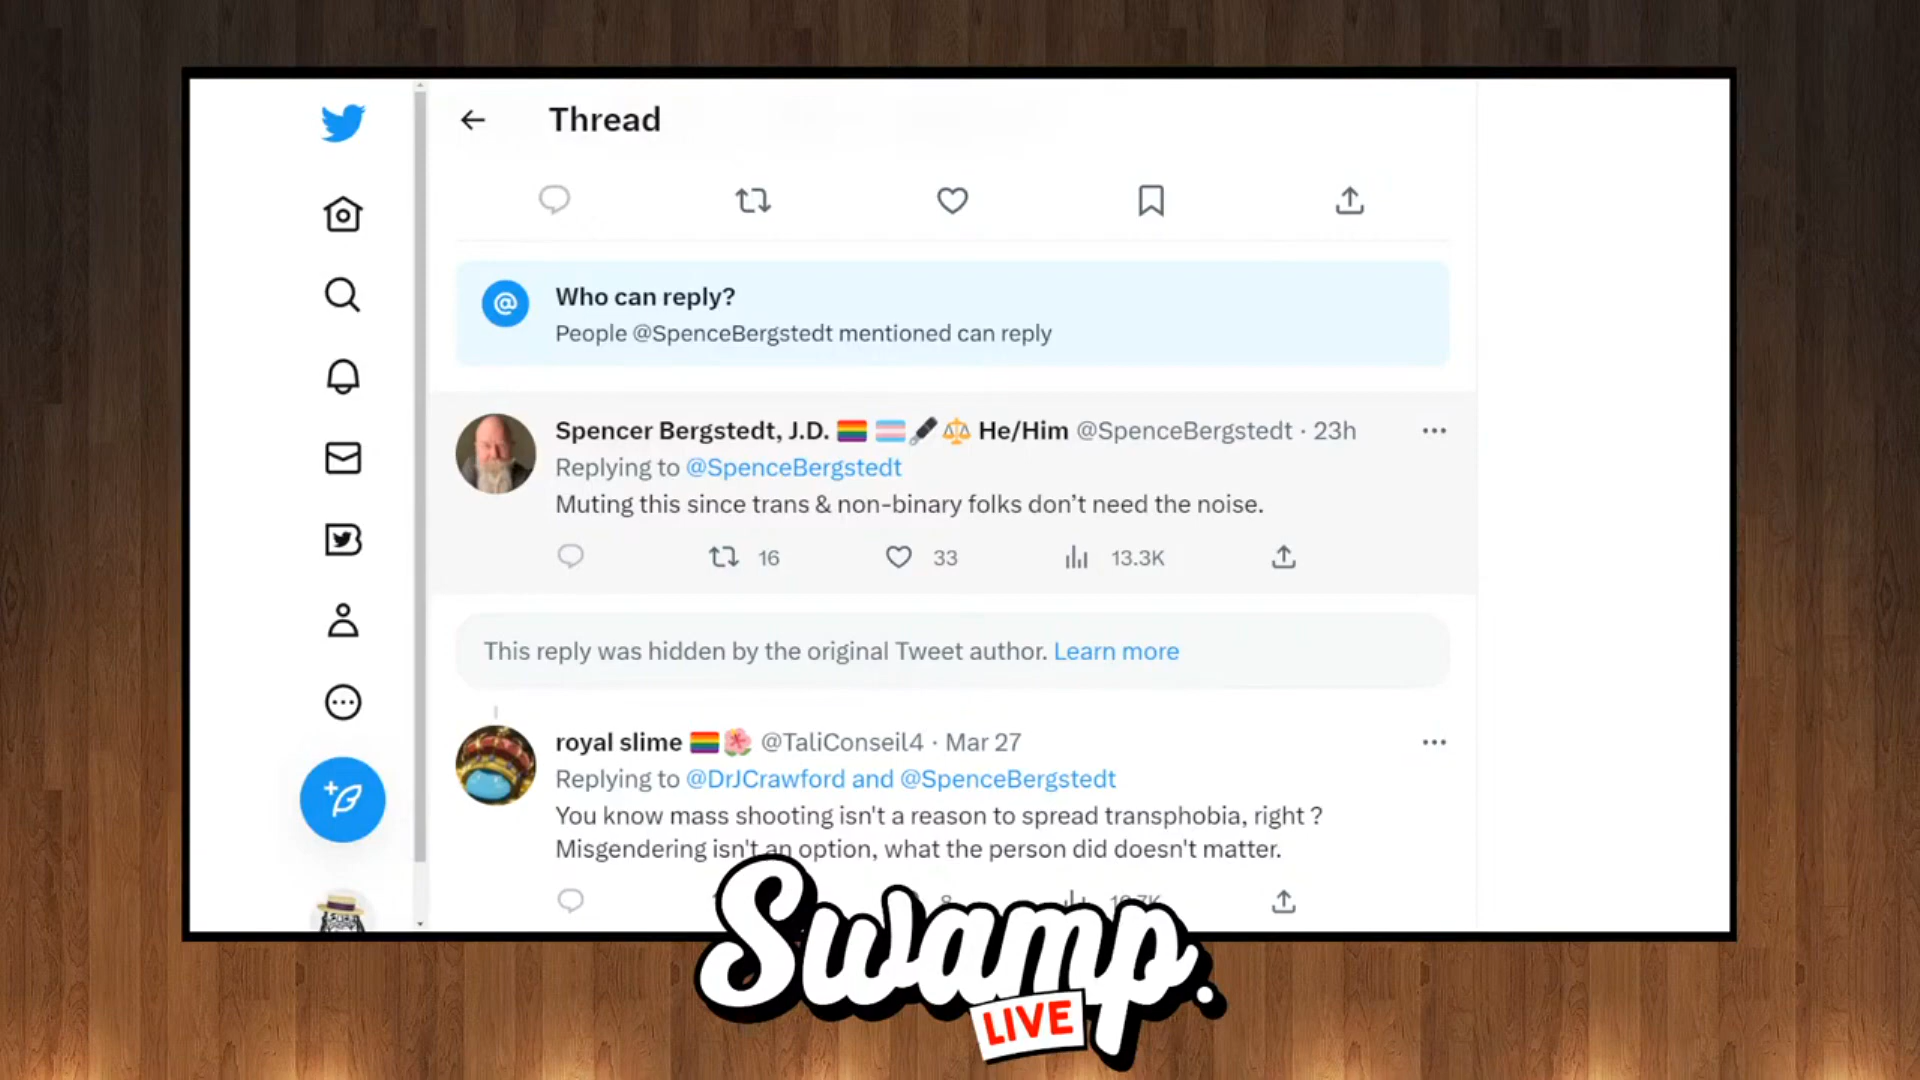 Thread
Who can reply?
People @SpenceBergstedt mentioned can reply
Spencer Bergstedt, J.D. 🏳️‍🌈 🏳️‍⚧️ 🖋️ ⚖️ He/Him @SpenceBergstedt · 23h
Replying to @SpenceBergstedt
Muting this since trans & non-binary folks don’t need the noise.
16 33 13.3K
This reply was hidden by the original Tweet author. Learn more
royal slime 🏳️‍🌈🌺 @TaliConseil4 · Mar 27
Replying to @DrJCrawford and @SpenceBergstedt
You know mass shooting isn't a reason to spread transphobia, right ?
Misgendering isn't an option, what the person did doesn't matter.
Swamp.
LIVE